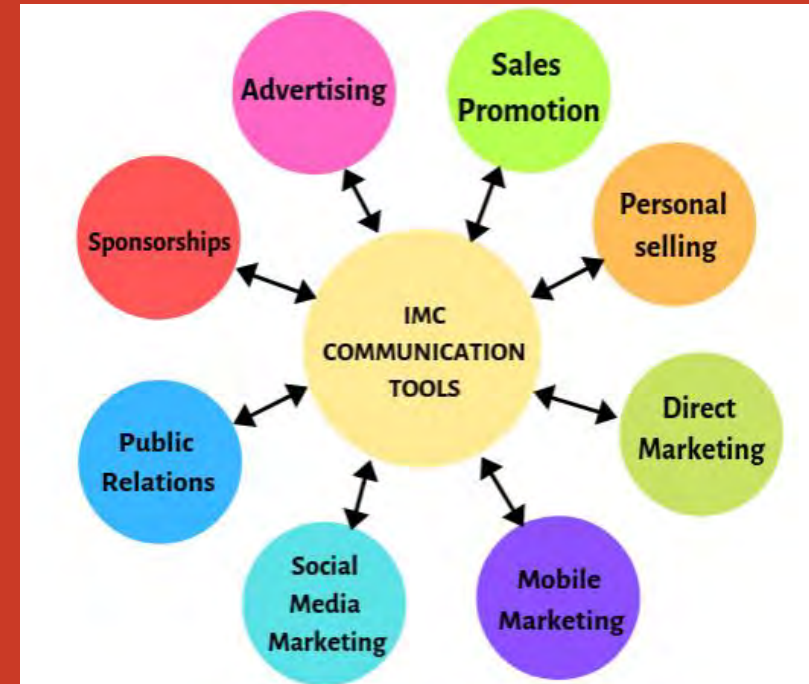 Advertising
Sales
Promotion
Personal
selling
Direct
Marketing
Mobile
Marketing
Social
Media
Marketing
Public
Relations
Sponsorships
IMC
COMMUNICATION
TOOLS